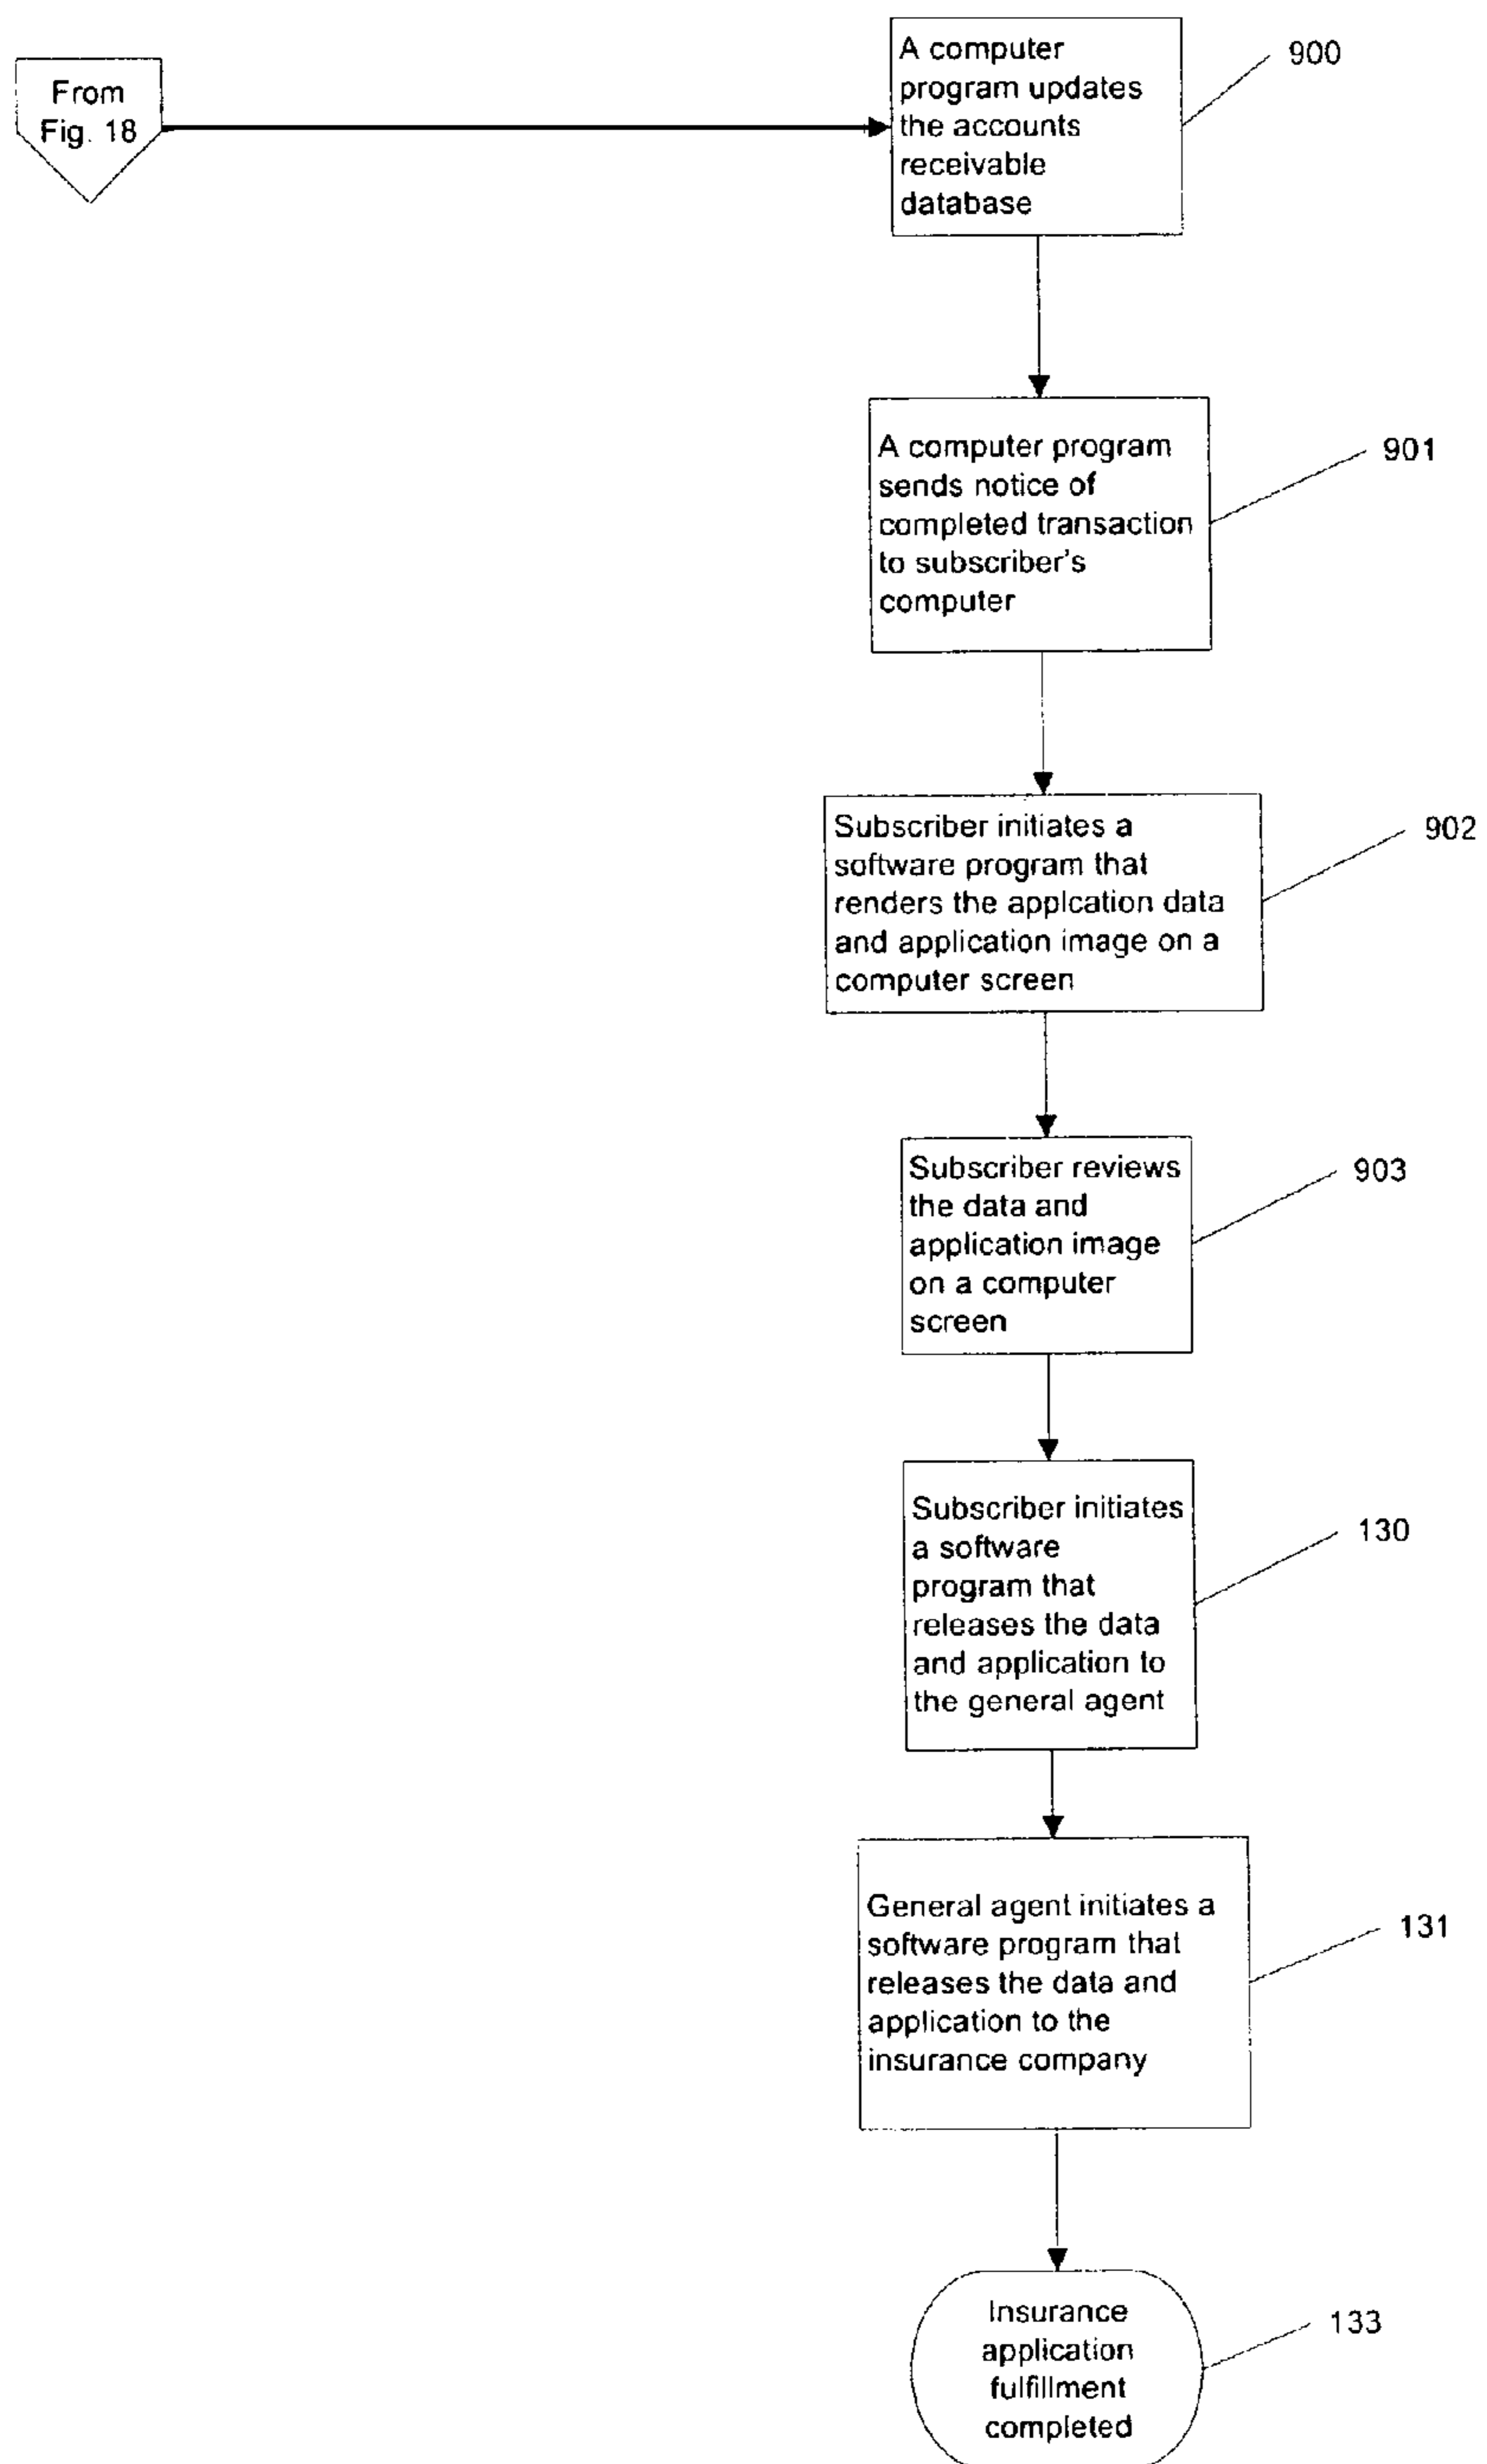 From
Fig. 18
A computer
program updates
the accounts
receivable
database
900
A computer program
sends notice of
completed transaction
to subscriber's
computer
901
Subscriber initiates a
software program that
renders the applcation data
and application image on a
computer screen
902
Subscriber reviews
the data and
application image
on a computer
screen
903
Subscriber initiates
a software
program that
releases the data
and application to
the general agent
130
General agent initiates a
software program that
releases the data and
application to the
insurance company
131
Insurance
application
fulfillment
completed
133